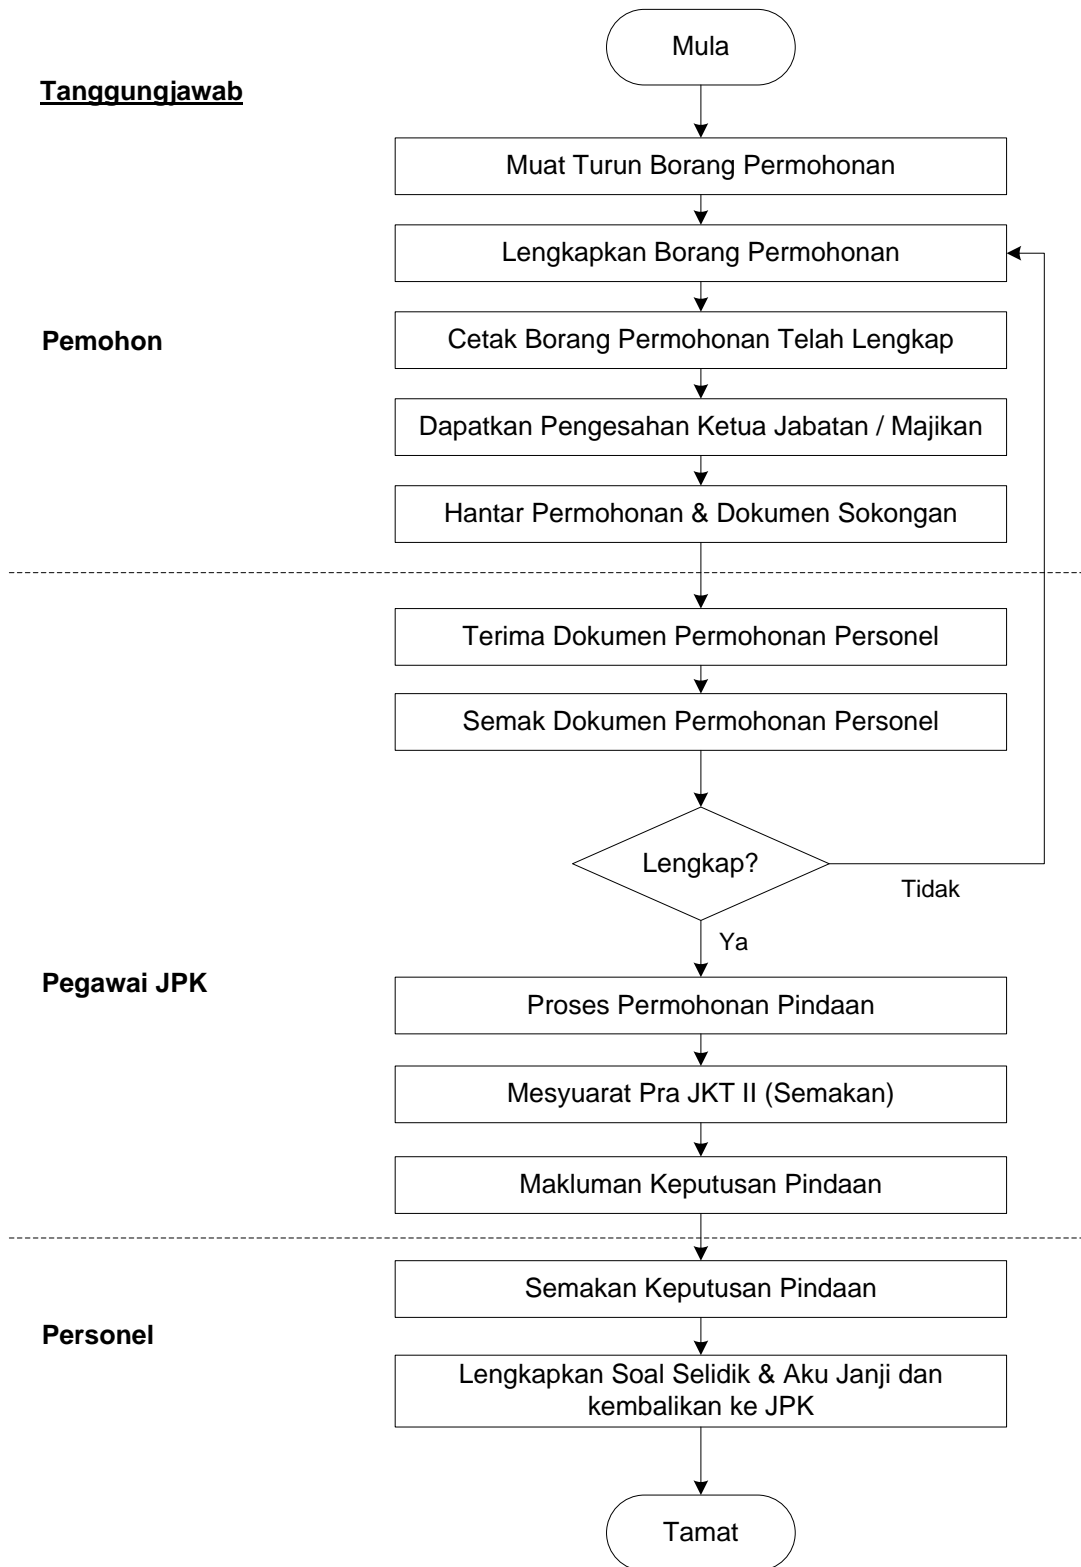 Mula
Tanggungjawab
Muat Turun Borang Permohonan
Lengkapkan Borang Permohonan
Pemohon
Cetak Borang Permohonan Telah Lengkap
Dapatkan Pengesahan Ketua Jabatan / Majikan
Hantar Permohonan & Dokumen Sokongan
Terima Dokumen Permohonan Personel
Semak Dokumen Permohonan Personel
Lengkap?
Tidak
Ya
Pegawai JPK
Proses Permohonan Pindaan
Mesyuarat Pra JKT II (Semakan)
Makluman Keputusan Pindaan
Semakan Keputusan Pindaan
Personel
Lengkapkan Soal Selidik & Aku Janji dan
kembalikan ke JPK
Tamat